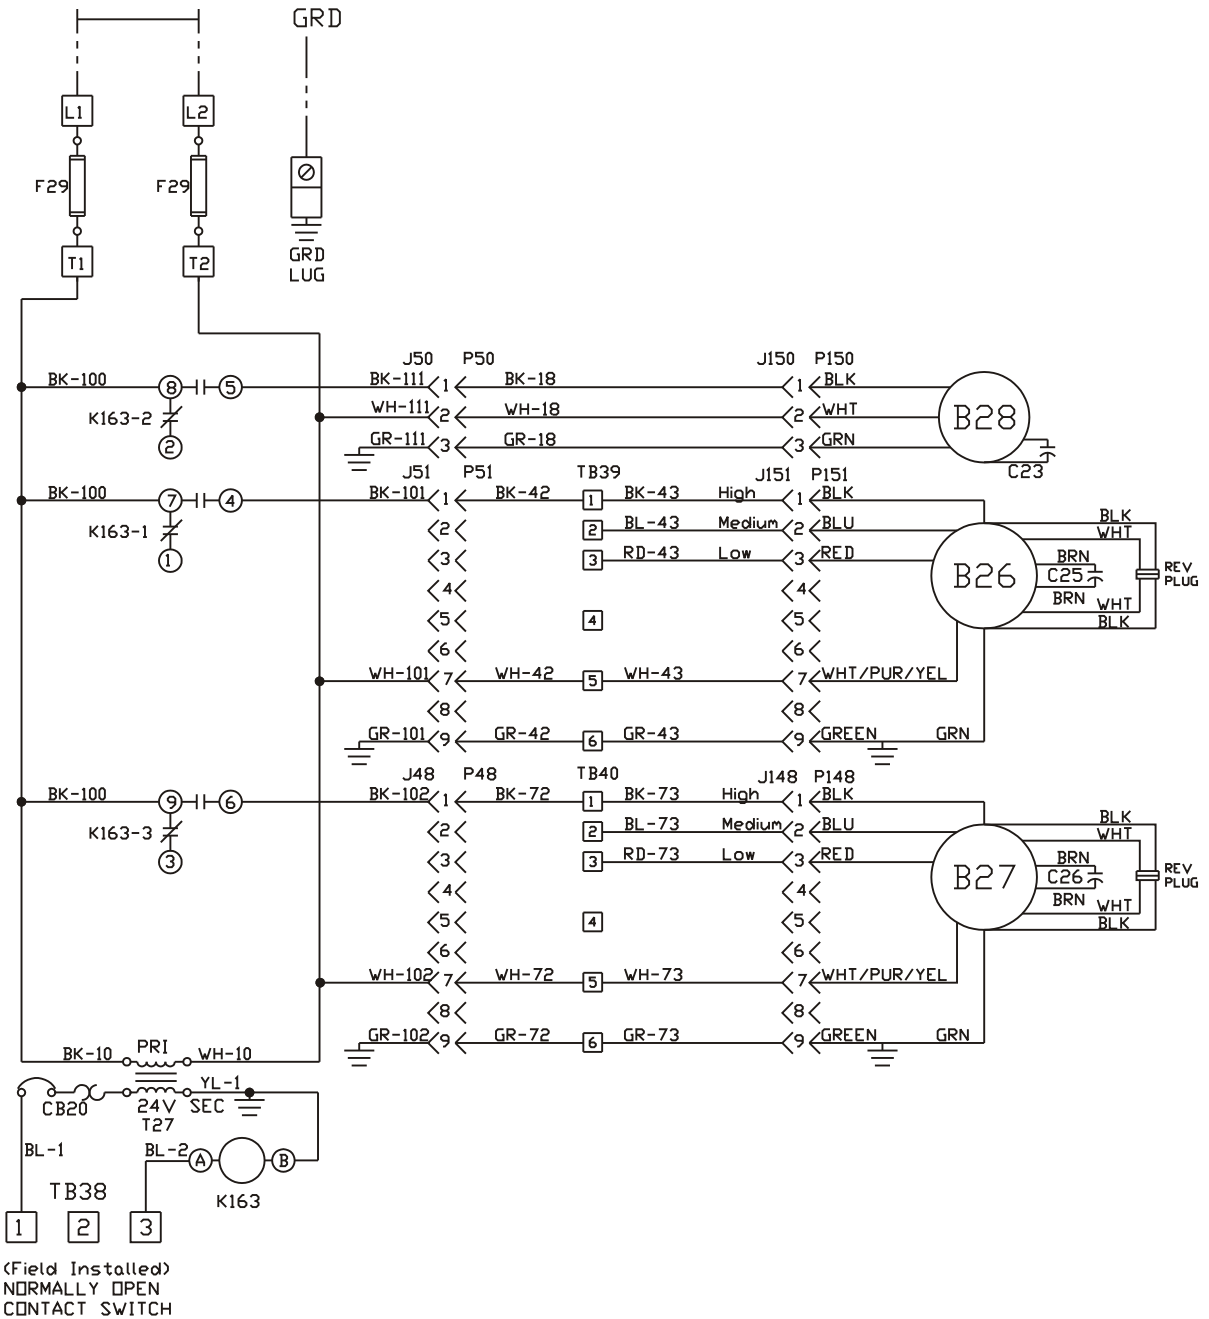 GRD
L1 L2
F29 F29
T1 T2
GRD
LUG
J50 P50 J150 P150
BK-100 8 5 BK-111 1 BK-18 1 BLK
K163-2 WH-111 2 WH-18 2 WHT B28
2 GR-111 3 GR-18 3 GRN
C23
J51 P51 TB39 J151 P151
BK-100 7 4 BK-101 1 BK-42 1 BK-43 High 1 BLK
K163-1 2 2 BL-43 Medium 2 BLU
BLK
WHT
1 3 3 RD-43 Low 3 RED
BRN
B26 C25 REV
PLUG
BRN
4 4
WHT
5 4 5
BLK
6 6
WH-101 7 WH-42 5 WH-43 7 WHT/PUR/YEL
8 8
GR-101 9 GR-42 6 GR-43 9 GREEN GRN
J48 P48 TB40 J148 P148
BK-100 9 6 BK-102 1 BK-72 1 BK-73 High 1 BLK
K163-3 2 2 BL-73 Medium 2 BLU
BLK
WHT
3 3 3 RD-73 Low 3 RED
BRN
B27 C26 REV
PLUG
BRN
4 4
WHT
5 4 5
BLK
6 6
WH-102 7 WH-72 5 WH-73 7 WHT/PUR/YEL
8 8
GR-102 9 GR-72 6 GR-73 9 GREEN GRN
PRI
BK-10 WH-10
YL-1
CB20 24V SEC
T27
BL-1 BL-2 A B
K163
TB38
1 2 3
(Field Installed)
NORMALLY OPEN
CONTACT SWITCH